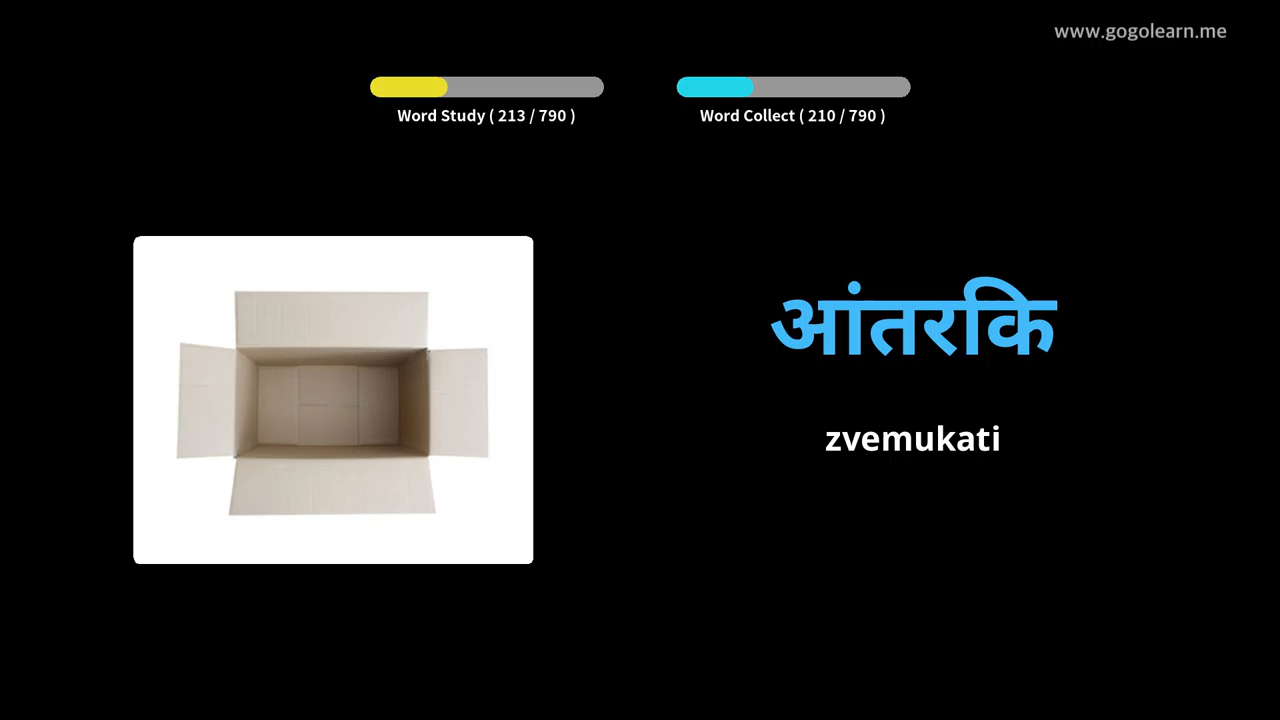 www.gogolearn.me
Word Study ( 213 / 790 )
Word Collect ( 210 / 790 )
आंतरकि
zvemukati